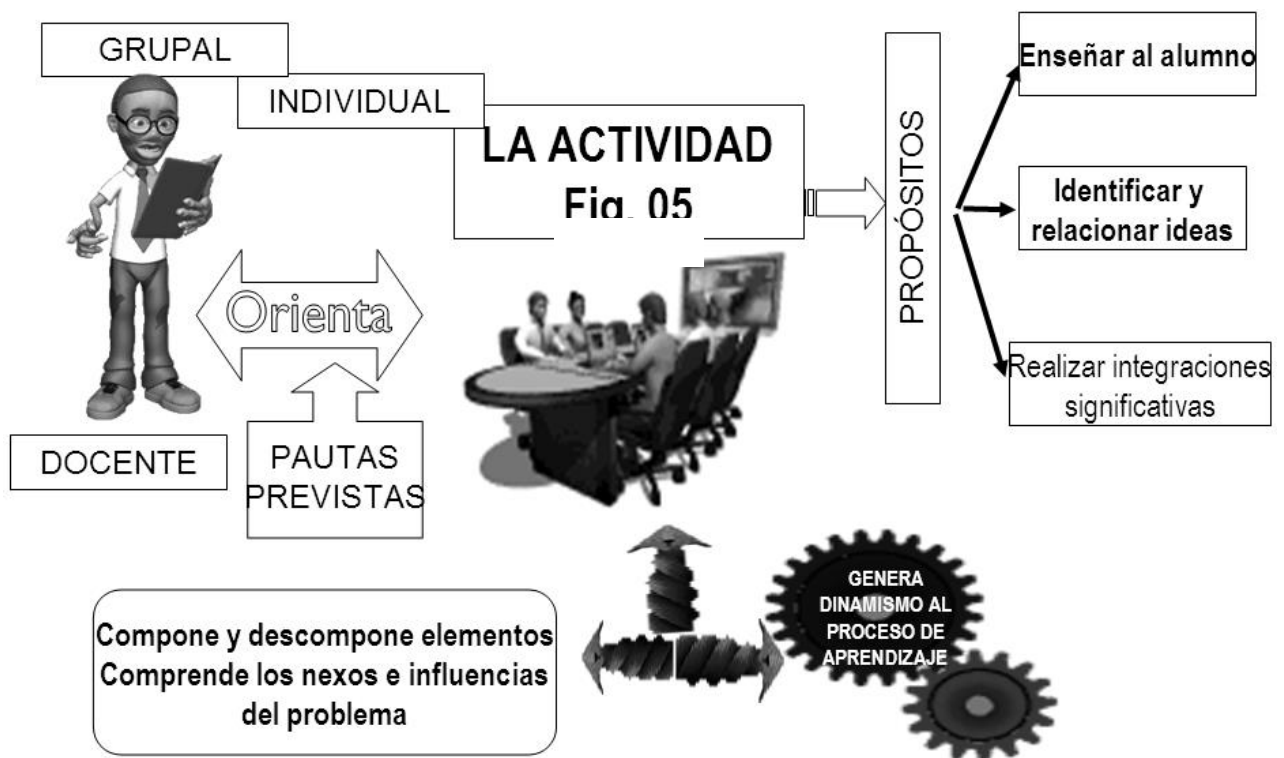 GRUPAL
INDIVIDUAL
LA ACTIVIDAD
Fig. 05
PROPÓSITOS
Enseñar al alumno
Identificar y
relacionar ideas
Realizar integraciones
significativas
Orienta
DOCENTE
PAUTAS
PREVISTAS
Compone y descompone elementos
Comprende los nexos e influencias
del problema
GENERA
DINAMISMO AL
PROCESO DE
APRENDIZAJE